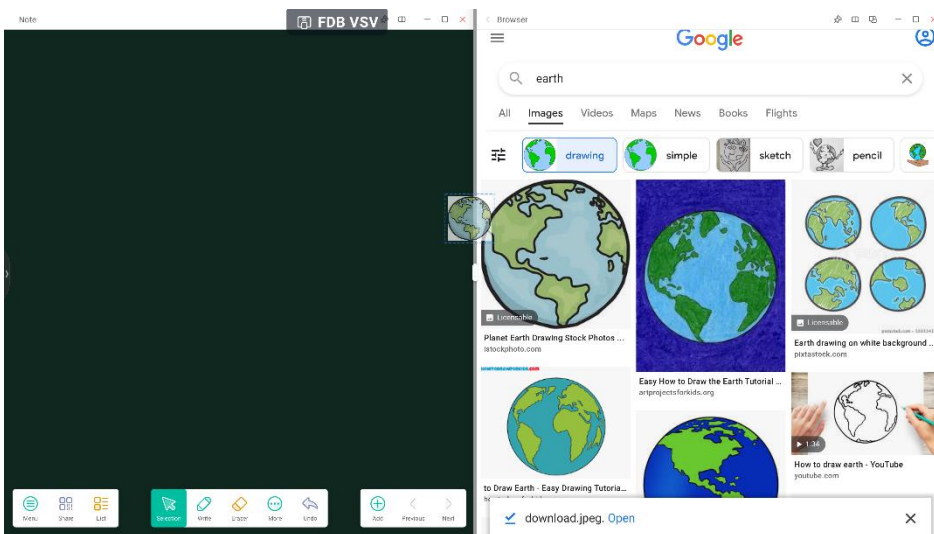 Note
FDB VSV
Browser
Google
earth
All Images Videos Maps News Books Flights
drawing simple sketch pencil
Licensable
Planet Earth Drawing Stock Photos ...
istockphoto.com
Easy How to Draw the Earth Tutorial ...
artprojectsforkids.org
Licensable
Earth drawing on white background ...
pixtastock.com
to Draw Earth - Easy Drawing Tutoria...
1:34
How to draw earth - YouTube
youtube.com
Menu Share List Selection Write Eraser More Undo Add Previous Next
download.jpeg. Open